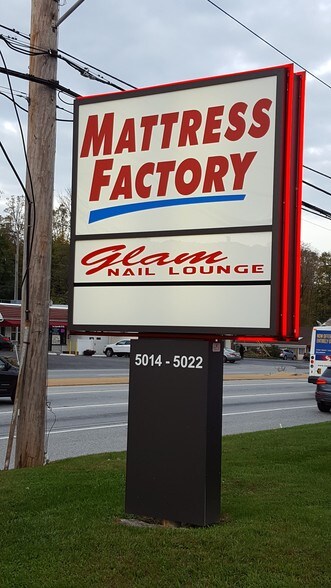 MATTRESS
FACTORY
Glam
NAIL LOUNGE
5014 - 5022